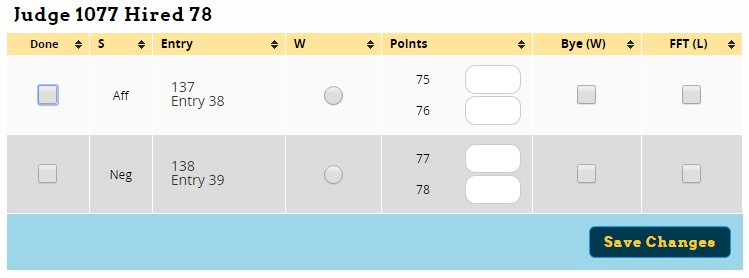 Judge 1077 Hired 78
Done S Entry W Points Bye (W) FFT (L)
Aff 137 75
Entry 38 76
Neg 138 77
Entry 39 78
Save Changes